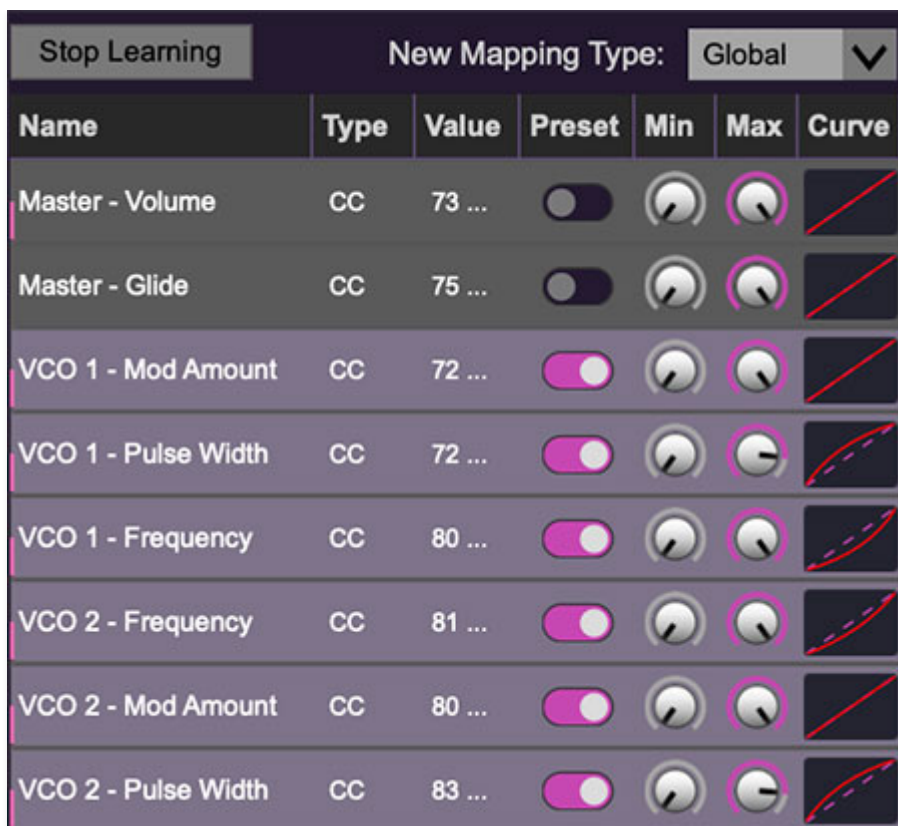 Stop Learning New Mapping Type: Global
Name Type Value Preset Min Max Curve
Master - Volume CC 73 ...
Master - Glide CC 75 ...
VCO 1 - Mod Amount CC 72 ...
VCO 1 - Pulse Width CC 72 ...
VCO 1 - Frequency CC 80 ...
VCO 2 - Frequency CC 81 ...
VCO 2 - Mod Amount CC 80 ...
VCO 2 - Pulse Width CC 83 ...